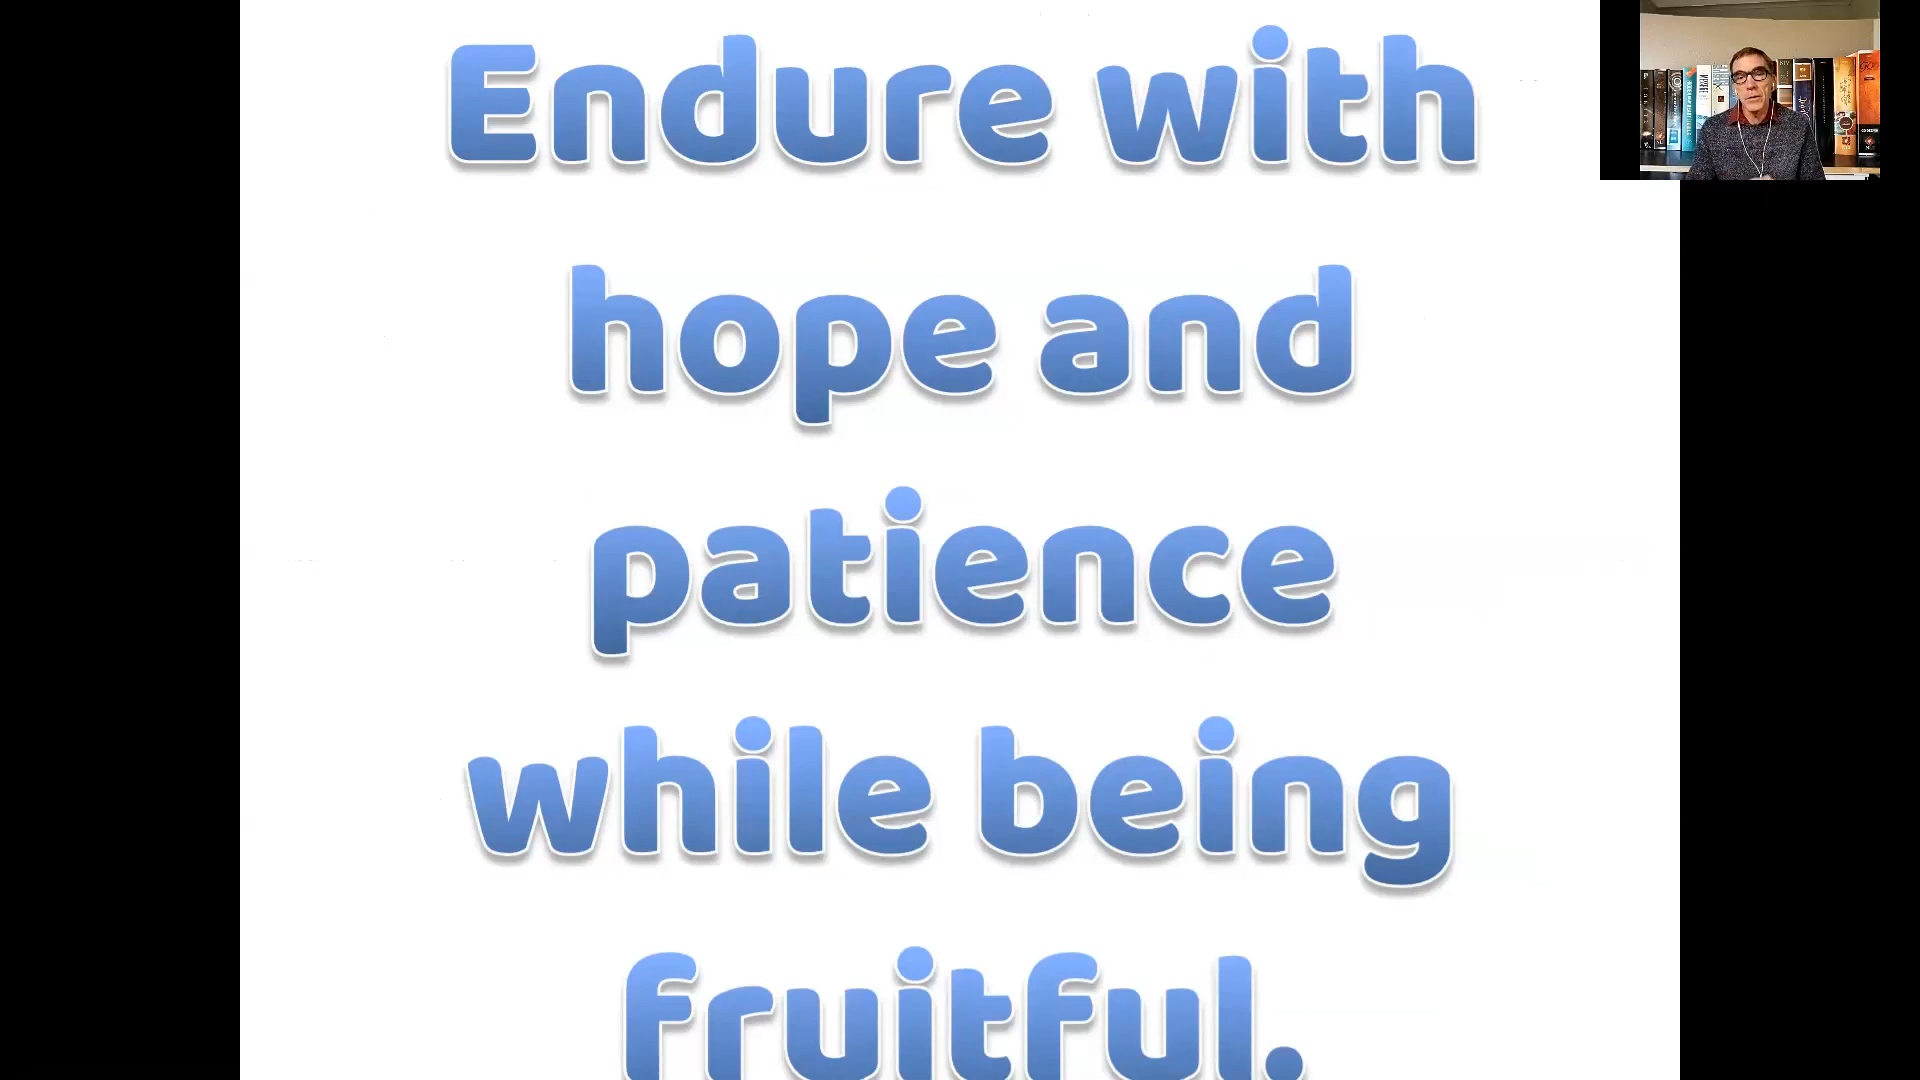 Endure with
hope and
patience
while being
fruitful.